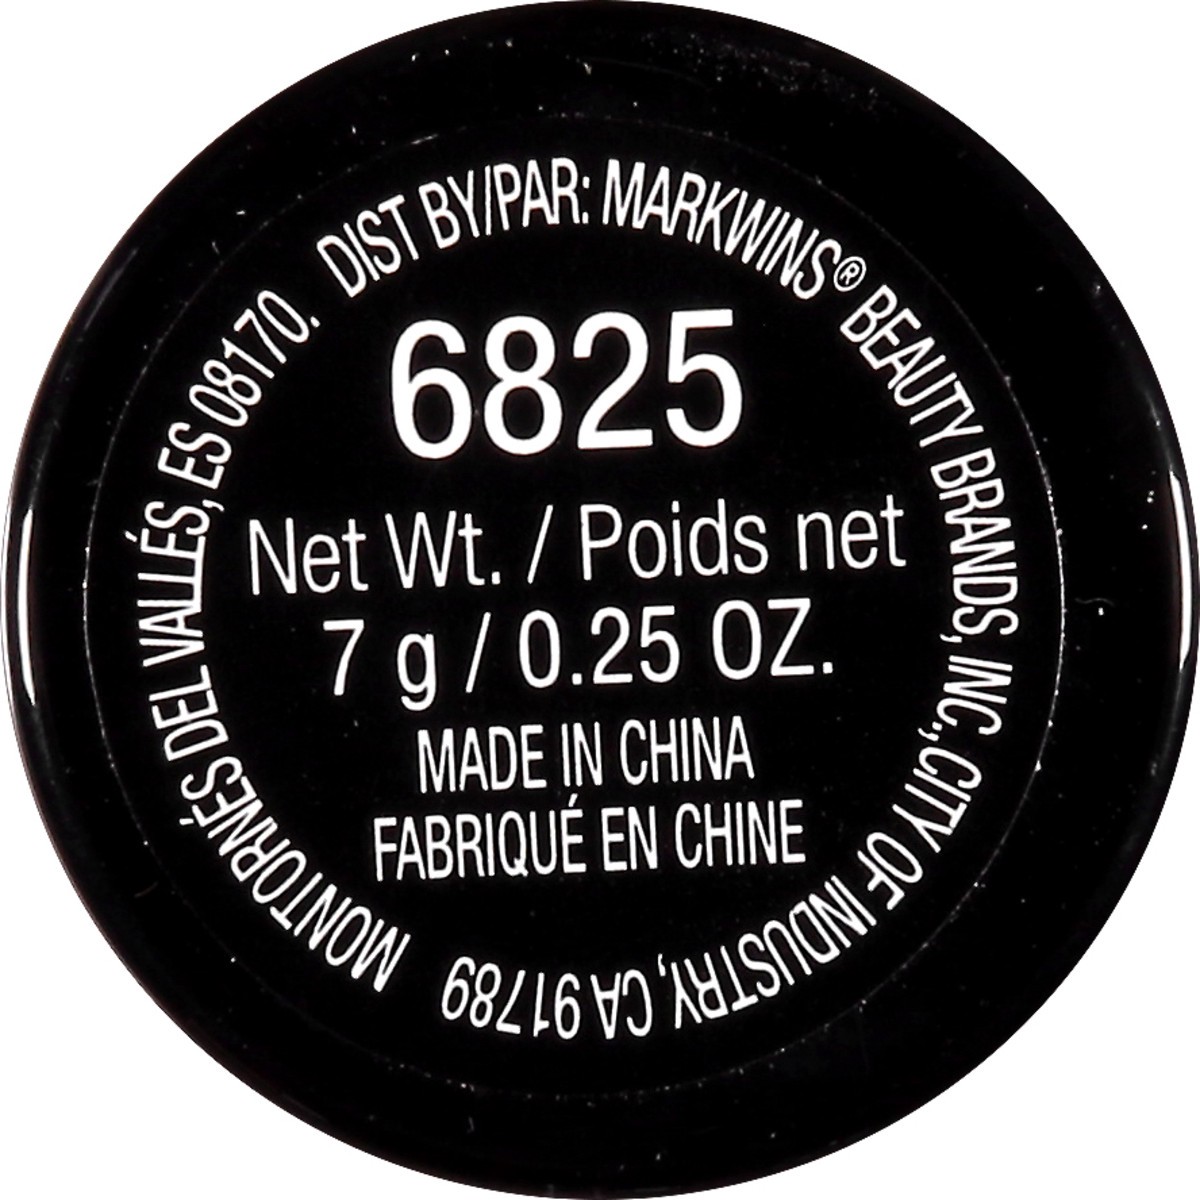 DIST BY/PAR: MARKWINS® BEAUTY BRANDS, INC., CITY OF INDUSTRY, CA 91789
MONTORNÉS DEL VALLÉS, ES 08170.
6825
Net Wt. / Poids net
7 g / 0.25 OZ.
MADE IN CHINA
FABRIQUÉ EN CHINE